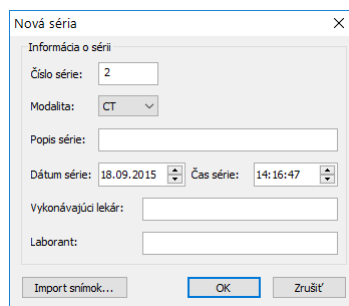 Nová séria
Informácia o sérii
Číslo série: 2
Modalita: CT
Popis série:
Dátum série: 18.09.2015 Čas série: 14:16:47
Vykonávajúci lekár:
Laborant:
Import snímok... OK Zrušiť